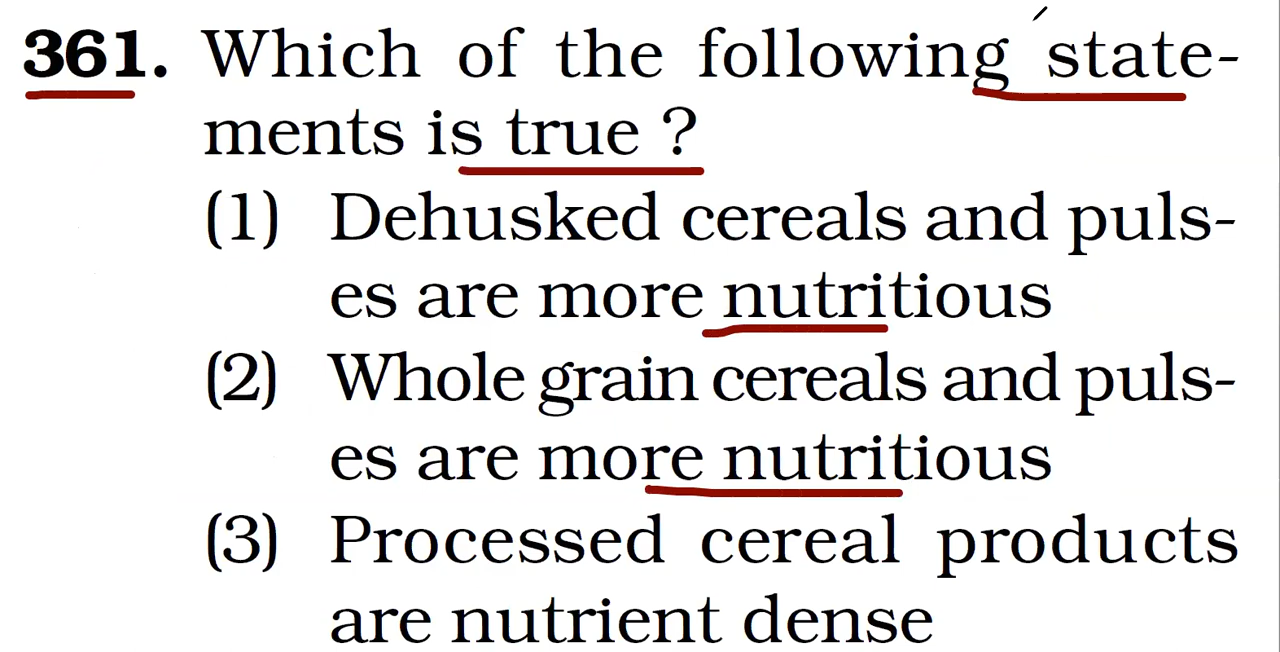 361. Which of the following state-
ments is true ?
(1) Dehusked cereals and puls-
es are more nutritious
(2) Whole grain cereals and puls-
es are more nutritious
(3) Processed cereal products
are nutrient dense